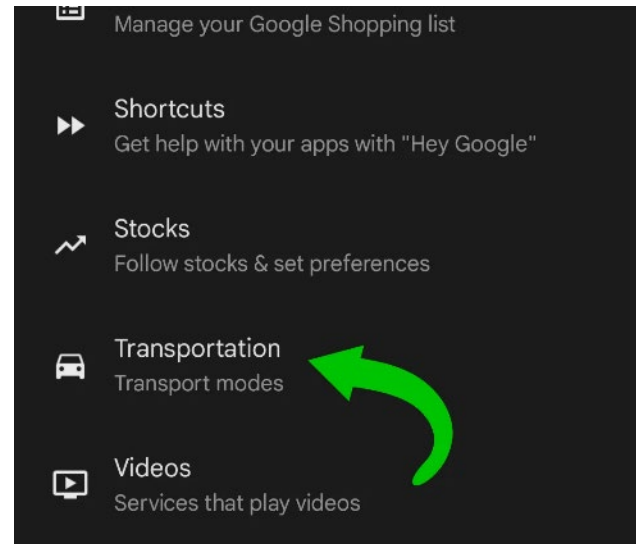 Manage your Google Shopping list
Shortcuts
Get help with your apps with "Hey Google"
Stocks
Follow stocks & set preferences
Transportation
Transport modes
Videos
Services that play videos